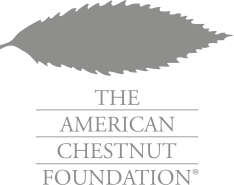 THE
AMERICAN
CHESTNUT
FOUNDATION®